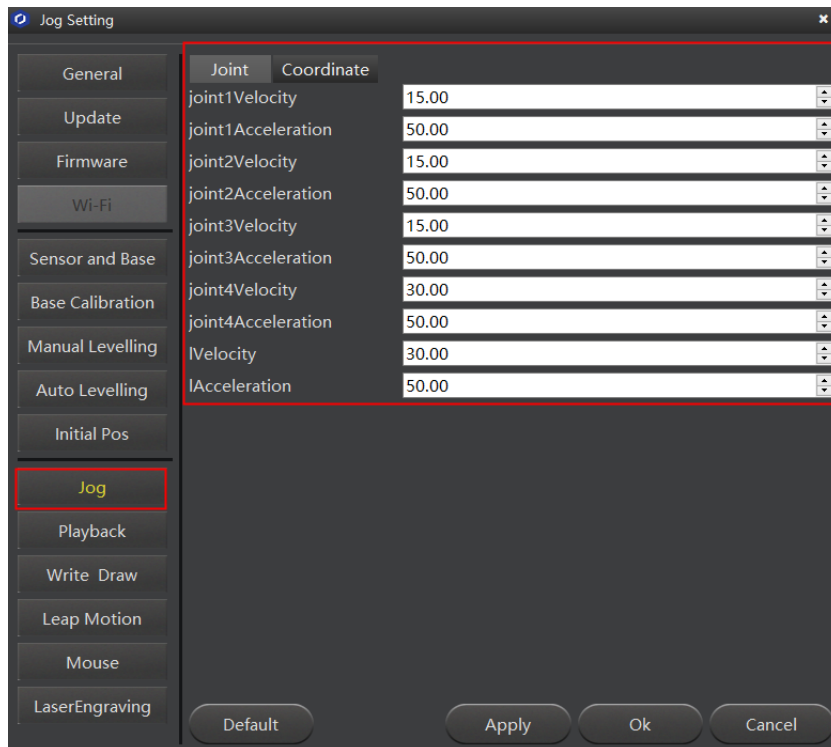 Jog Setting
General
Update
Firmware
Wi-Fi
Sensor and Base
Base Calibration
Manual Levelling
Auto Levelling
Initial Pos
Jog
Playback
Write Draw
Leap Motion
Mouse
LaserEngraving
Joint Coordinate
joint1Velocity 15.00
joint1Acceleration 50.00
joint2Velocity 15.00
joint2Acceleration 50.00
joint3Velocity 15.00
joint3Acceleration 50.00
joint4Velocity 30.00
joint4Acceleration 50.00
lVelocity 30.00
lAcceleration 50.00
Default Apply Ok Cancel